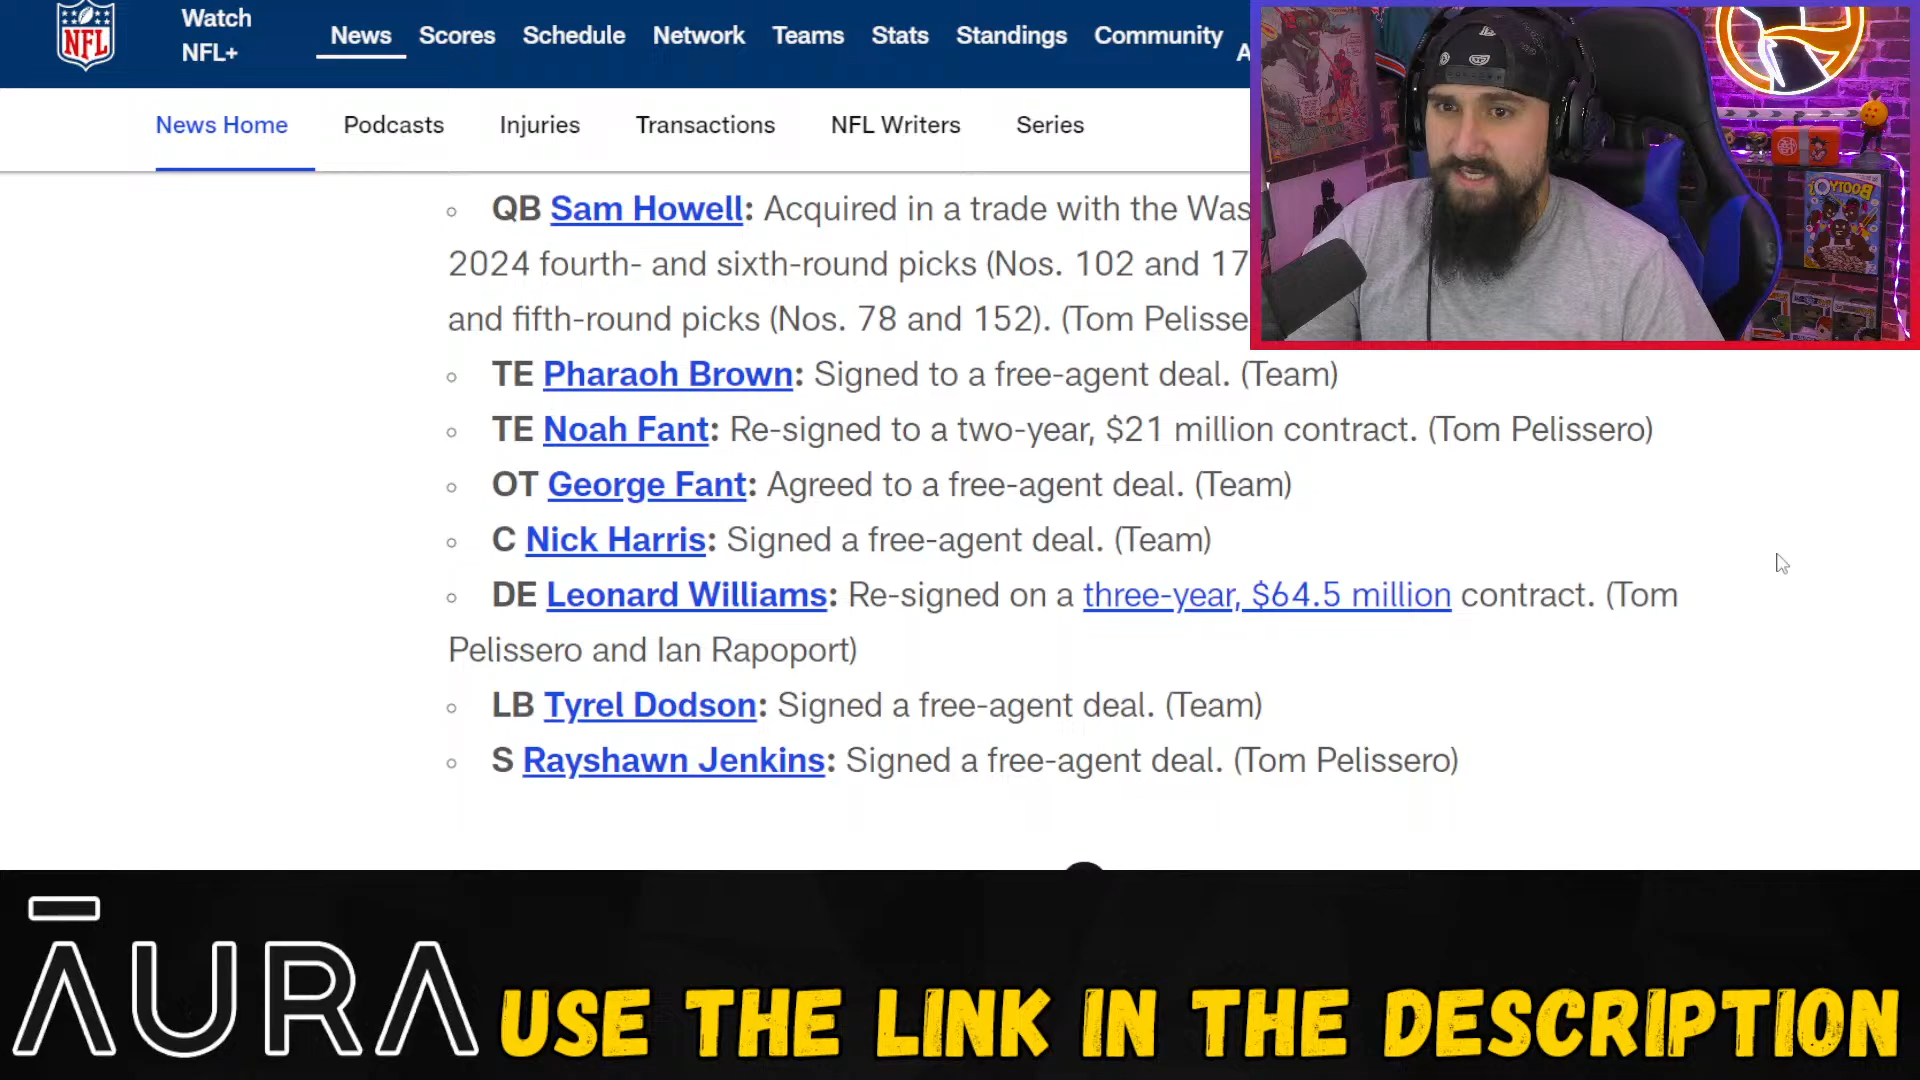 NFL
Watch
NFL+
News
Scores
Schedule
Network
Teams
Stats
Standings
Community
A
News Home
Podcasts
Injuries
Transactions
NFL Writers
Series
QB Sam Howell: Acquired in a trade with the Was
2024 fourth- and sixth-round picks (Nos. 102 and 17
and fifth-round picks (Nos. 78 and 152). (Tom Pelisse
TE Pharaoh Brown: Signed to a free-agent deal. (Team)
TE Noah Fant: Re-signed to a two-year, $21 million contract. (Tom Pelissero)
OT George Fant: Agreed to a free-agent deal. (Team)
C Nick Harris: Signed a free-agent deal. (Team)
DE Leonard Williams: Re-signed on a three-year, $64.5 million contract. (Tom
Pelissero and Ian Rapoport)
LB Tyrel Dodson: Signed a free-agent deal. (Team)
S Rayshawn Jenkins: Signed a free-agent deal. (Tom Pelissero)
ĀURA USE THE LINK IN THE DESCRIPTION